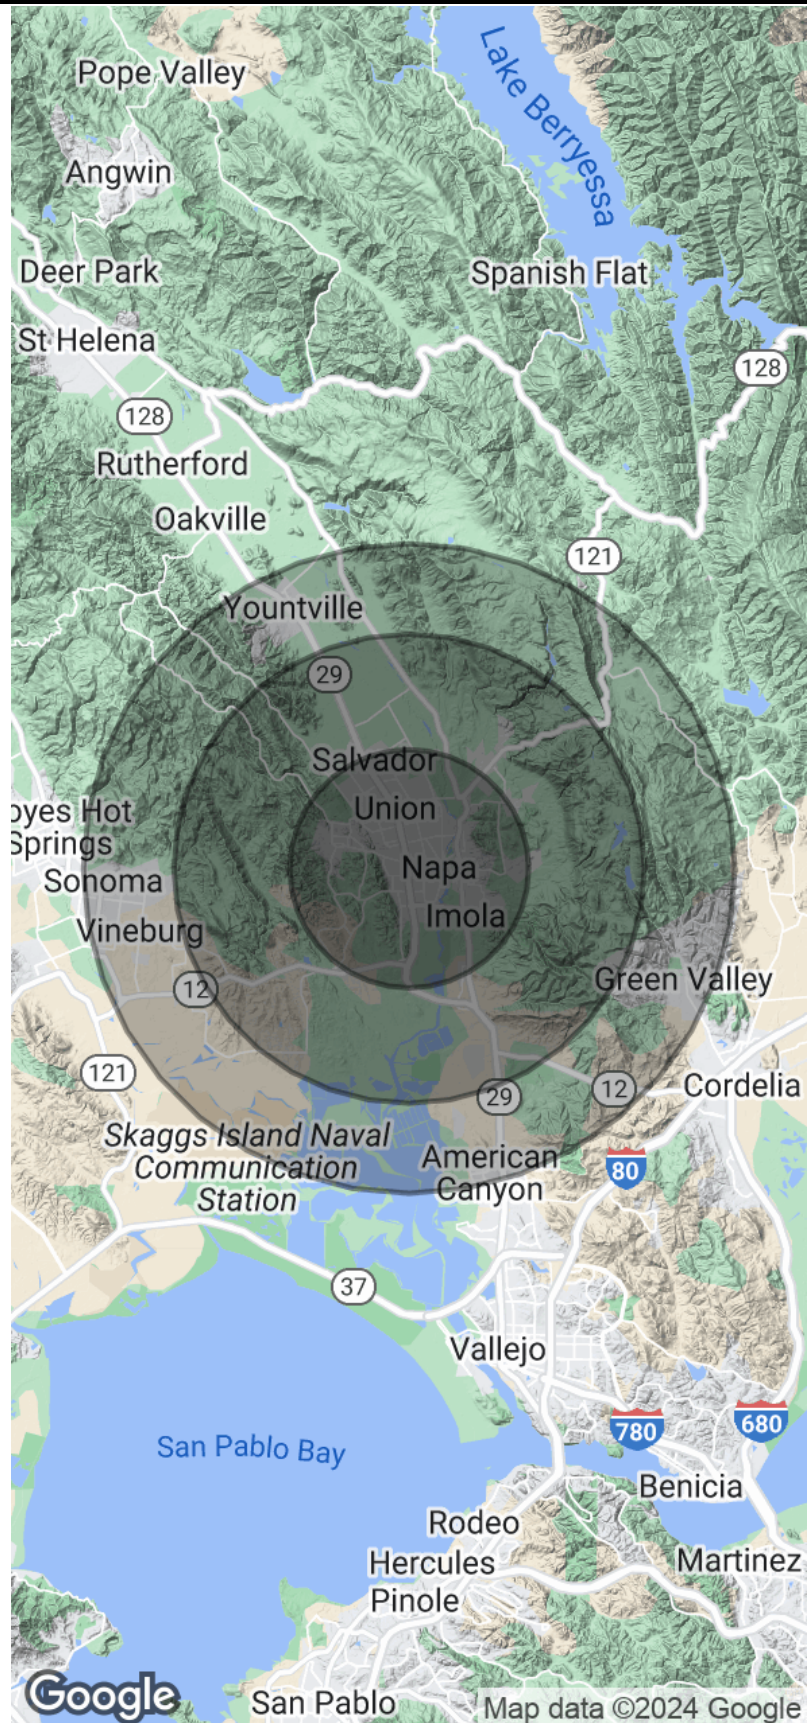 Lake Berryessa
Pope Valley
Angwin
Deer Park
Spanish Flat
St Helena
128
128
Rutherford
Oakville
121
Yountville
29
Salvador
Union
oyes Hot
Springs
Napa
Sonoma
Imola
Vineburg
Green Valley
12
121
Cordelia
12
29
Skaggs Island Naval
Communication
Station
American
Canyon
80
37
Vallejo
780
680
San Pablo Bay
Benicia
Rodeo
Hercules
Martinez
Pinole
Google
San Pablo
Map data ©2024 Google